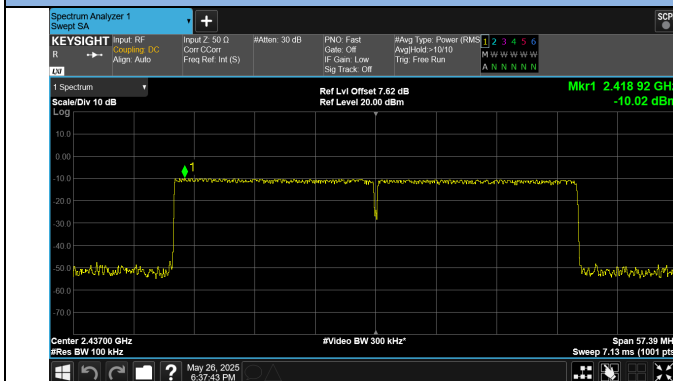 Spectrum Analyzer 1
Swept SA
SCP
KEYSIGHT
R
LXI
Input: RF
Coupling: DC
Align: Auto
Input Z: 50 Ω
Corr CCorr
Freq Ref: Int (S)
#Atten: 30 dB
PNO: Fast
Gate: Off
IF Gain: Low
Sig Track: Off
#Avg Type: Power (RMS
Avg|Hold:>10/10
Trig: Free Run
1 2 3 4 5 6
M W W W W W
A N N N N N
1 Spectrum
Scale/Div 10 dB
Ref Lvl Offset 7.62 dB
Ref Level 20.00 dBm
Mkr1 2.418 92 GHz
-10.02 dBm
Log
10.0
0.00
-10.0
-20.0
-30.0
-40.0
-50.0
-60.0
-70.0
1
Center 2.43700 GHz
#Res BW 100 kHz
#Video BW 300 kHz*
Span 57.39 MH
Sweep 7.13 ms (1001 pts
May 26, 2025
6:37:43 PM